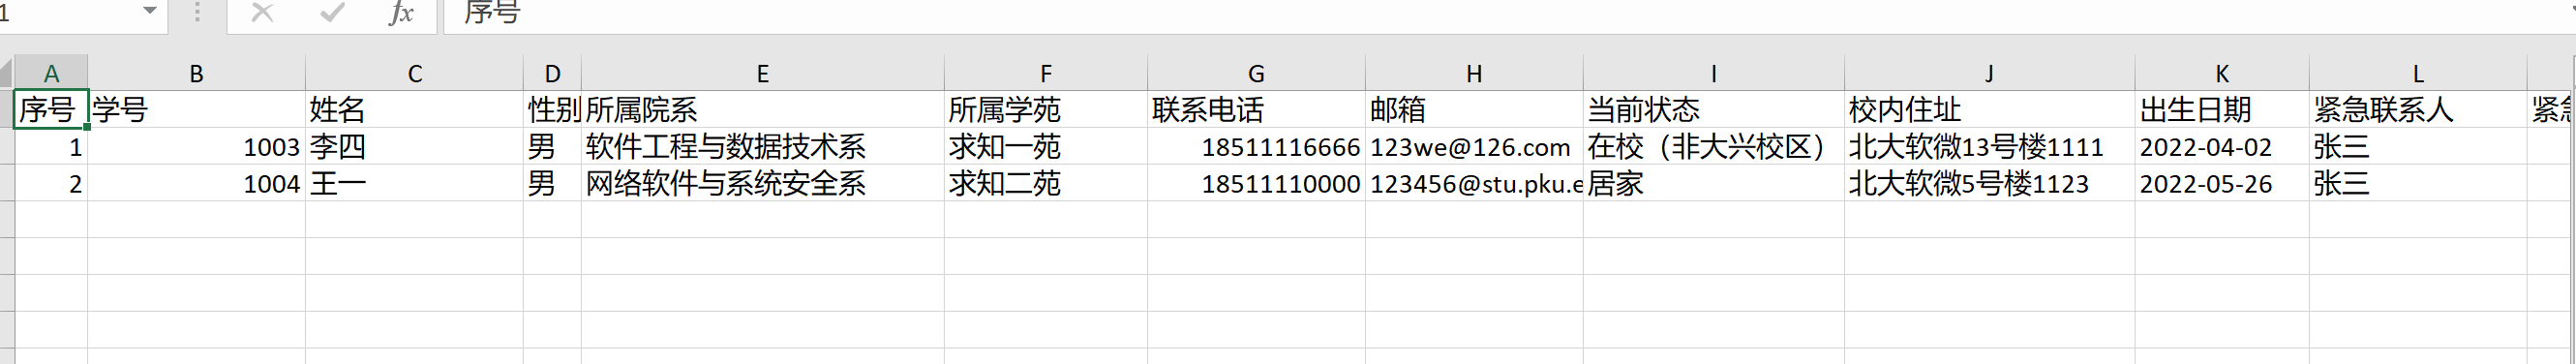 1 fx 序号
A B C D E F G H I J K L
序号 学号 姓名 性别 所属院系 所属学苑 联系电话 邮箱 当前状态 校内住址 出生日期 紧急联系人 紧急
1 1003 李四 男 软件工程与数据技术系 求知一苑 18511116666 123we@126.com 在校（非大兴校区） 北大软微13号楼1111 2022-04-02 张三
2 1004 王一 男 网络软件与系统安全系 求知二苑 18511110000 123456@stu.pku.e 居家 北大软微5号楼1123 2022-05-26 张三